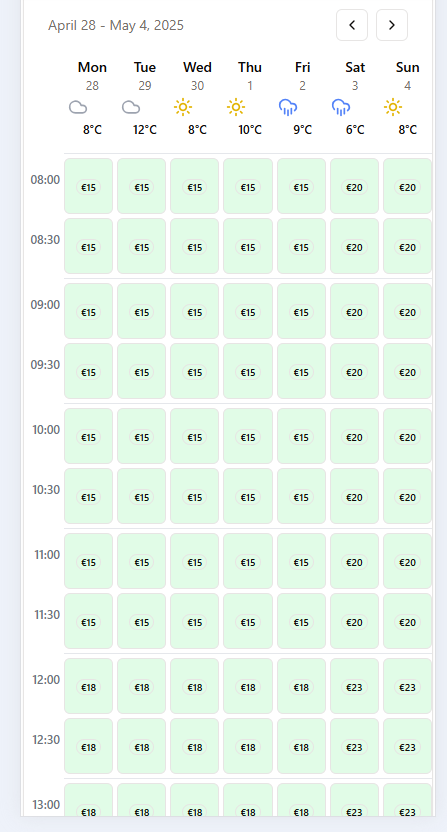 April 28 - May 4, 2025
Mon Tue Wed Thu Fri Sat Sun
28 29 30 1 2 3 4
8°C 12°C 8°C 10°C 9°C 6°C 8°C
08:00 €15 €15 €15 €15 €15 €20 €20
08:30 €15 €15 €15 €15 €15 €20 €20
09:00 €15 €15 €15 €15 €15 €20 €20
09:30 €15 €15 €15 €15 €15 €20 €20
10:00 €15 €15 €15 €15 €15 €20 €20
10:30 €15 €15 €15 €15 €15 €20 €20
11:00 €15 €15 €15 €15 €15 €20 €20
11:30 €15 €15 €15 €15 €15 €20 €20
12:00 €18 €18 €18 €18 €18 €23 €23
12:30 €18 €18 €18 €18 €18 €23 €23
13:00 €18 €18 €18 €18 €18 €23 €23